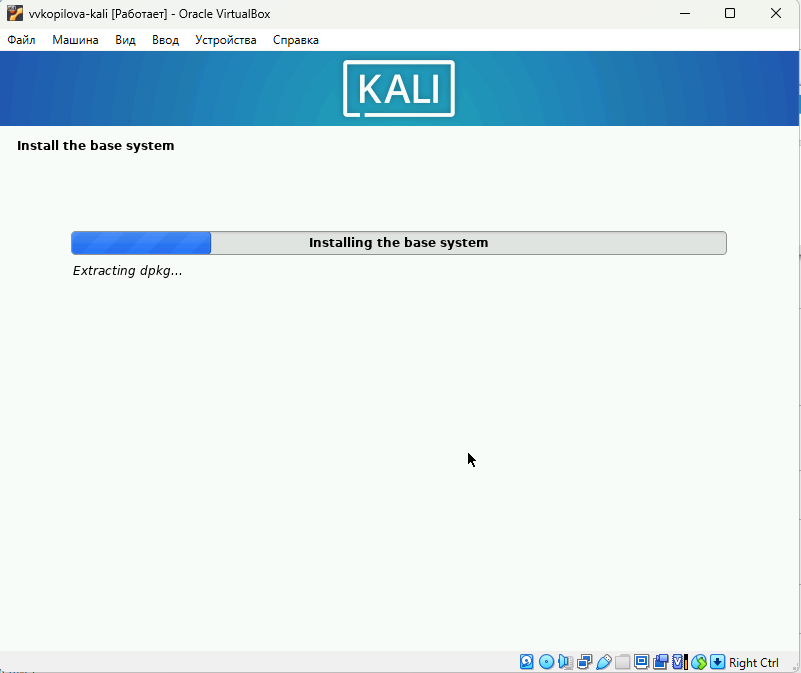 vvkopilova-kali [Работает] - Oracle VirtualBox
Файл Машина Вид Ввод Устройства Справка
KALI
Install the base system
Installing the base system
Extracting dpkg...
Right Ctrl